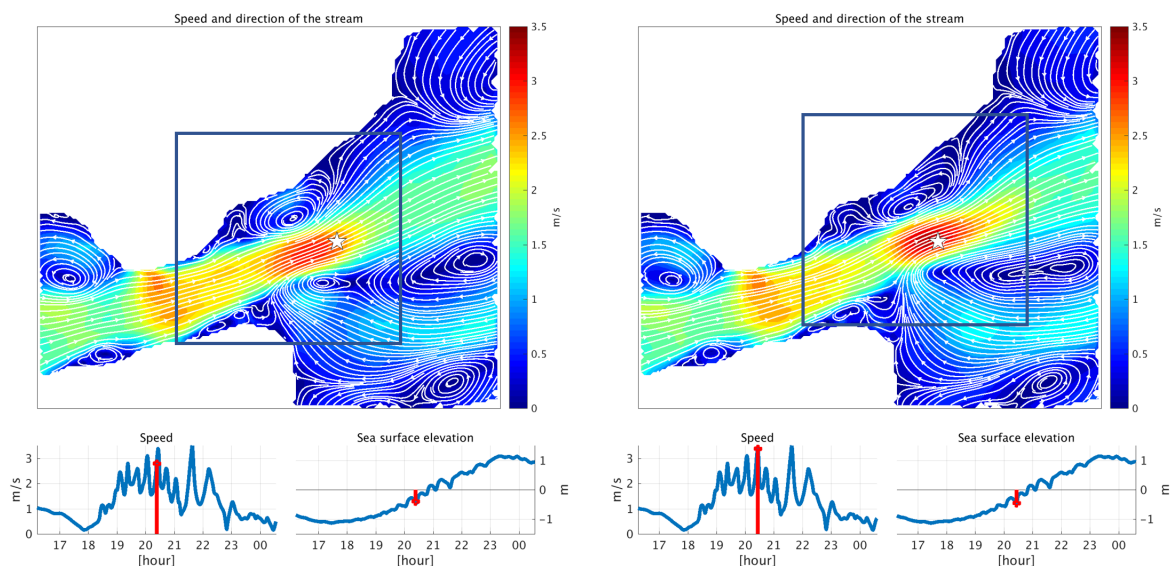 Speed and direction of the stream
3.5
3
2.5
2
1.5
1
0.5
0
m/s
Speed
3
2
1
0
m/s
17 18 19 20 21 22 23 00
[hour]
Sea surface elevation
1
0
−1
m
17 18 19 20 21 22 23 00
[hour]
Speed and direction of the stream
3.5
3
2.5
2
1.5
1
0.5
0
m/s
Speed
3
2
1
0
m/s
17 18 19 20 21 22 23 00
[hour]
Sea surface elevation
1
0
−1
m
17 18 19 20 21 22 23 00
[hour]